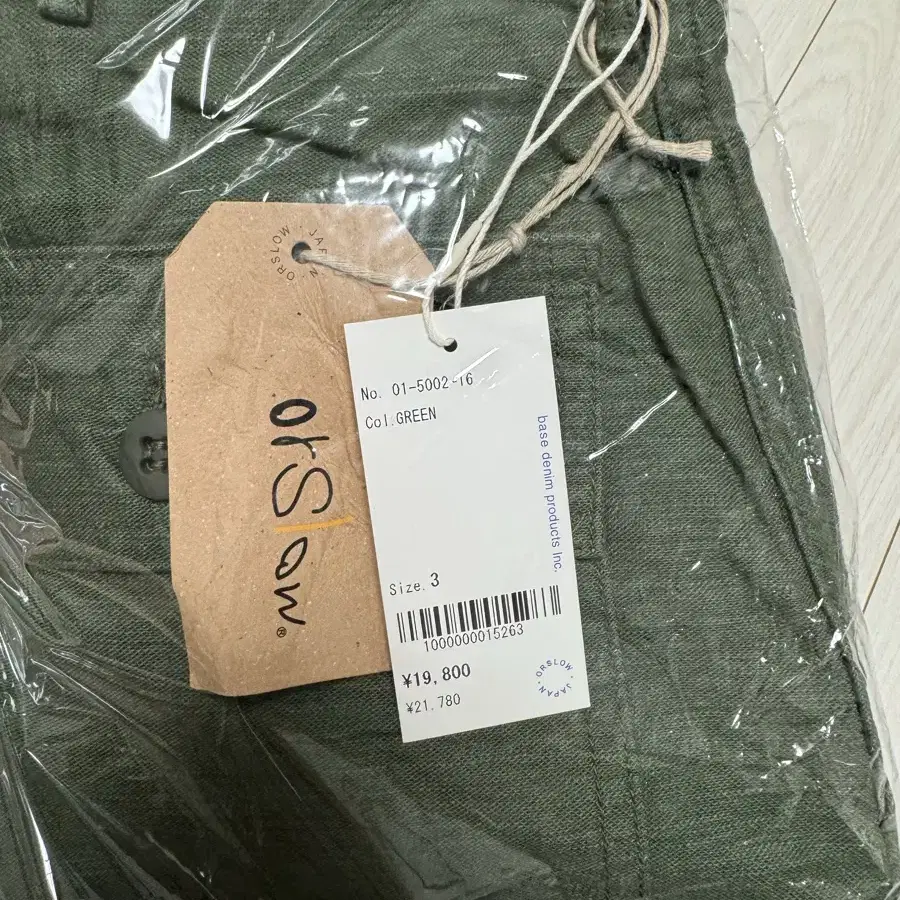 ORSLOW · JAPAN ·
orSlow®
No. 01-5002-16
Col.GREEN
base denim products Inc.
Size. 3
1000000015263
¥19,800
¥21,780
· ORSLOW · JAPAN